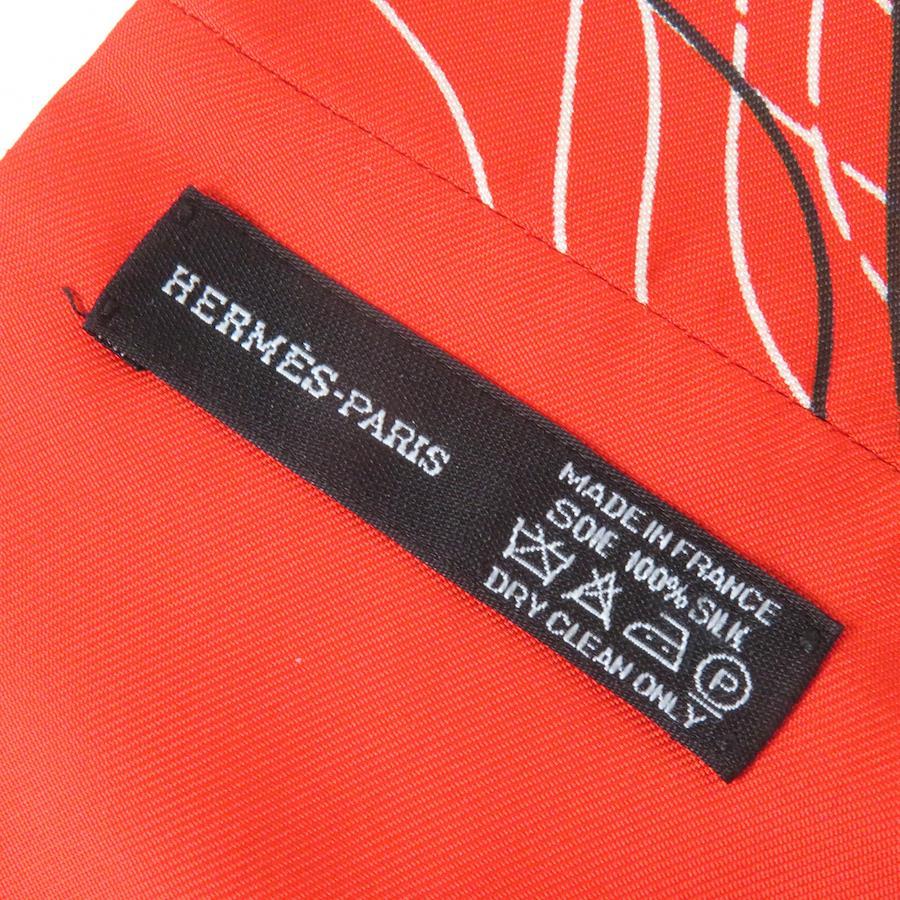 HERMÈS-PARIS
MADE IN FRANCE
SOIE 100% SILK
P
DRY CLEAN ONLY